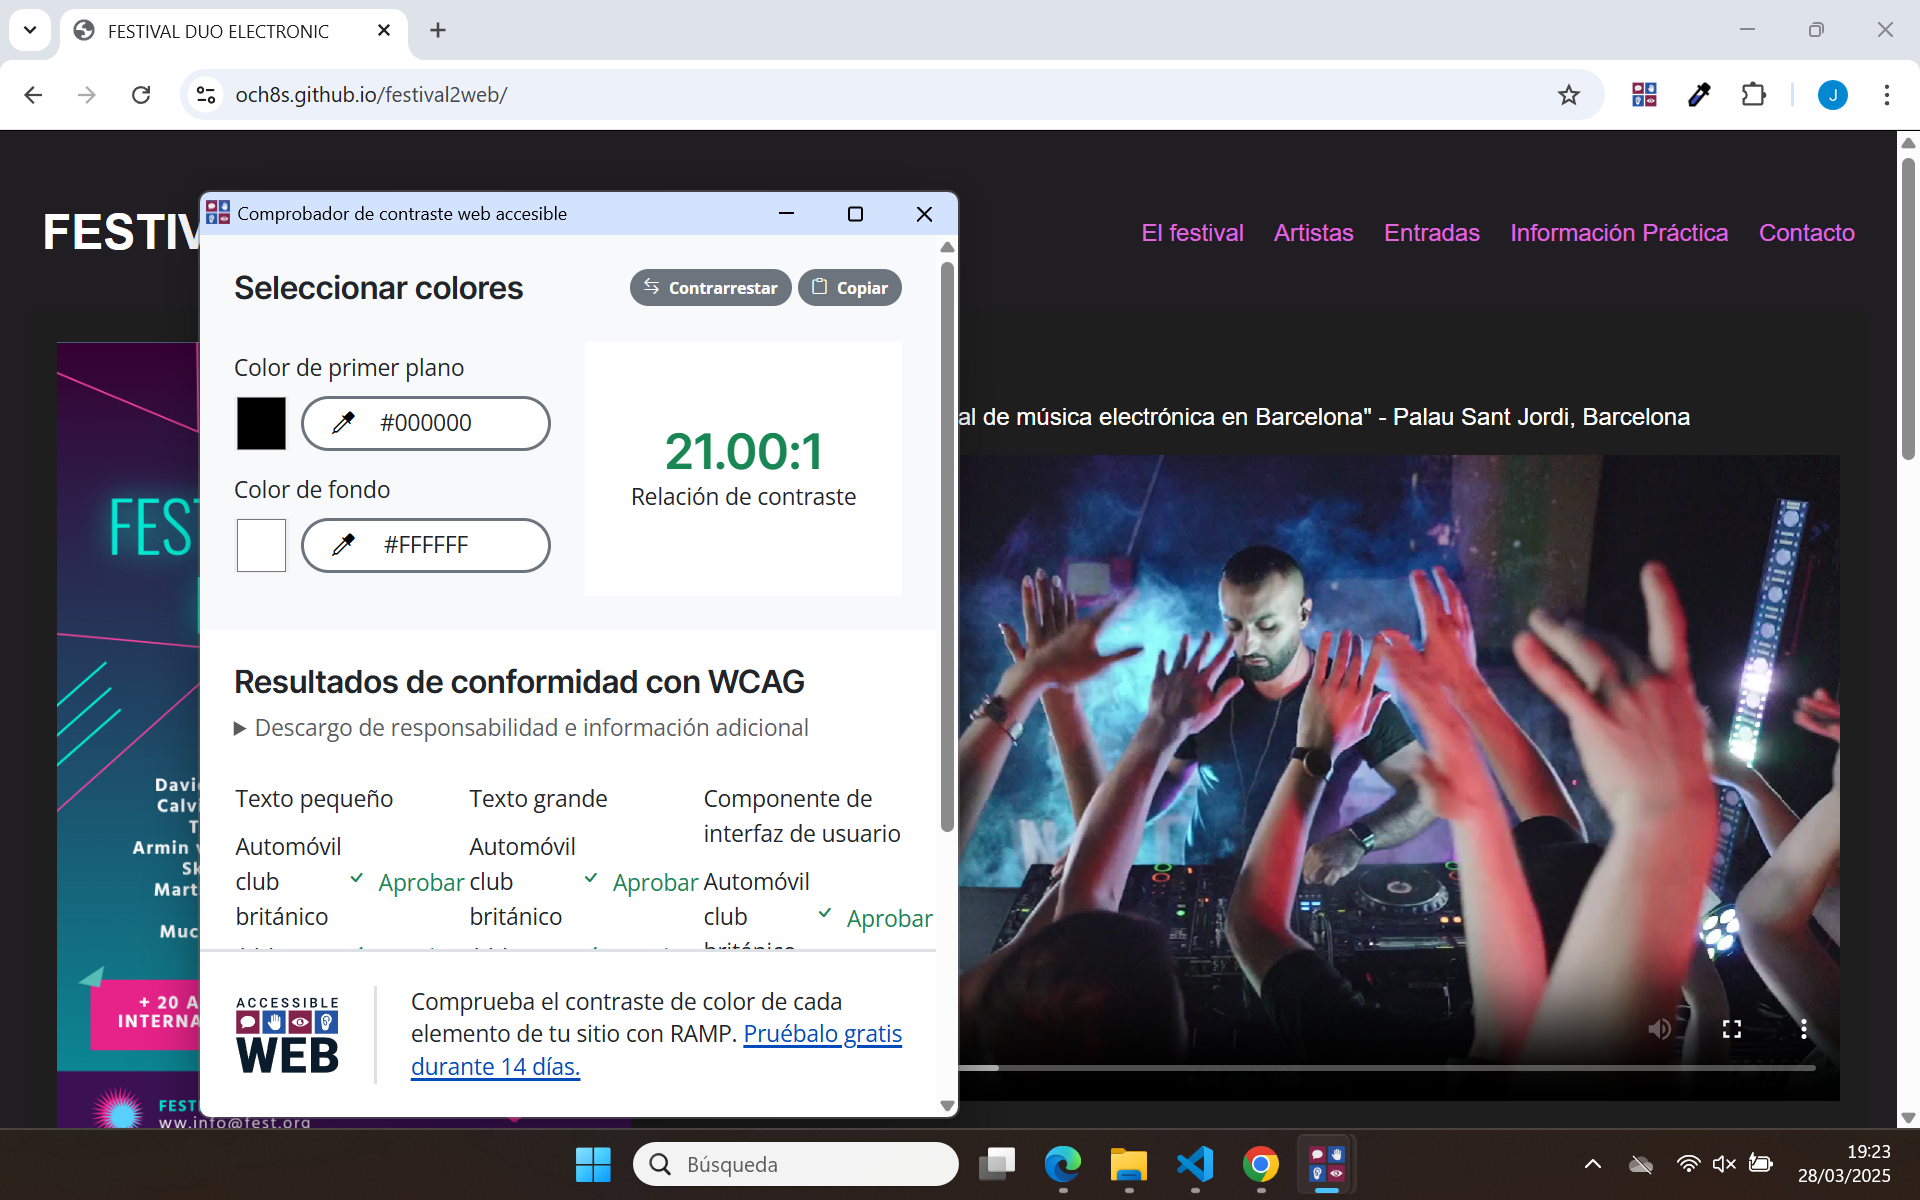 FESTIVAL DUO ELECTRONIC
och8s.github.io/festival2web/
J
FESTIV
El festival Artistas Entradas Información Práctica Contacto
Comprobador de contraste web accesible
Seleccionar colores
Contrarrestar
Copiar
Color de primer plano
#000000
Color de fondo
#FFFFFF
21.00:1
Relación de contraste
Resultados de conformidad con WCAG
Descargo de responsabilidad e información adicional
Texto pequeño
Automóvil club británico
Aprobar
Texto grande
Automóvil club británico
Aprobar
Componente de interfaz de usuario
Automóvil club británico
Aprobar
ACCESSIBLE
WEB
Comprueba el contraste de color de cada
elemento de tu sitio con RAMP. Pruébalo gratis
durante 14 días.
al de música electrónica en Barcelona" - Palau Sant Jordi, Barcelona
FES
Davi
Calvi
T
Armin v
Sk
Mart
Muc
+ 20 A
INTERNA
FEST
ww.info@fest.org
Búsqueda
19:23
28/03/2025